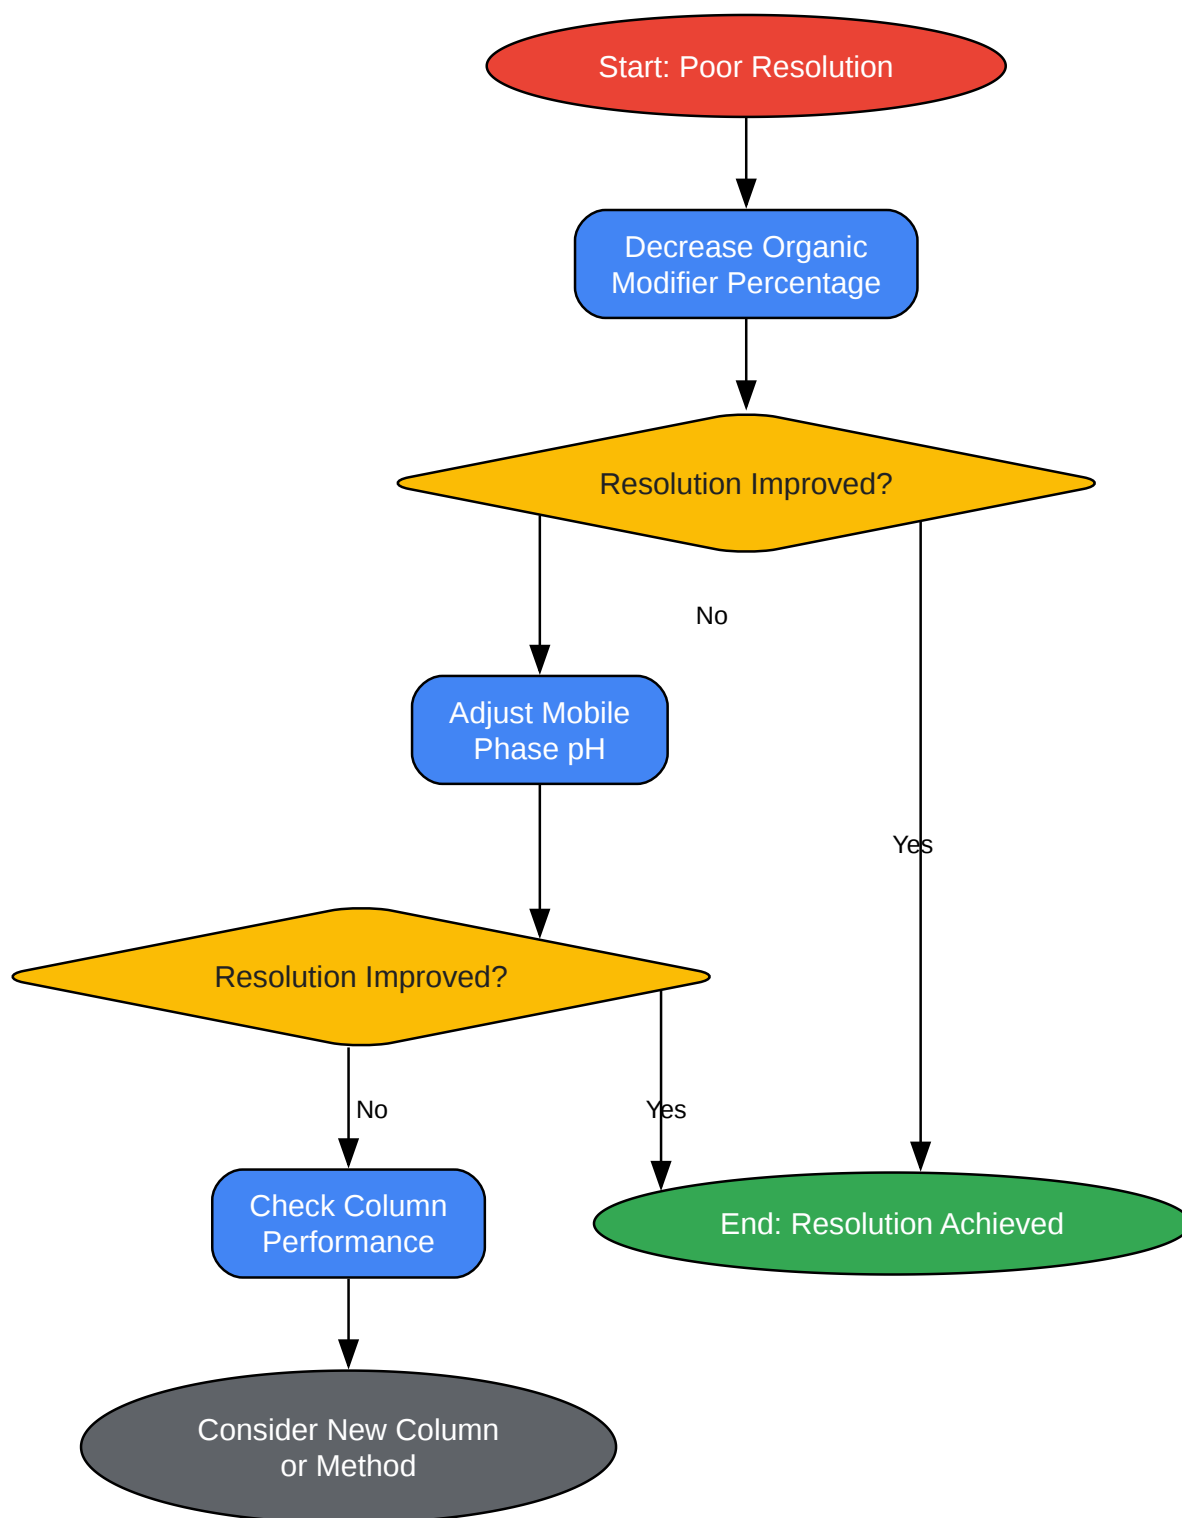 Start: Poor Resolution
Decrease Organic
Modifier Percentage
Resolution Improved?
No
Adjust Mobile
Phase pH
Yes
Resolution Improved?
No
Yes
Check Column
Performance
End: Resolution Achieved
Consider New Column
or Method